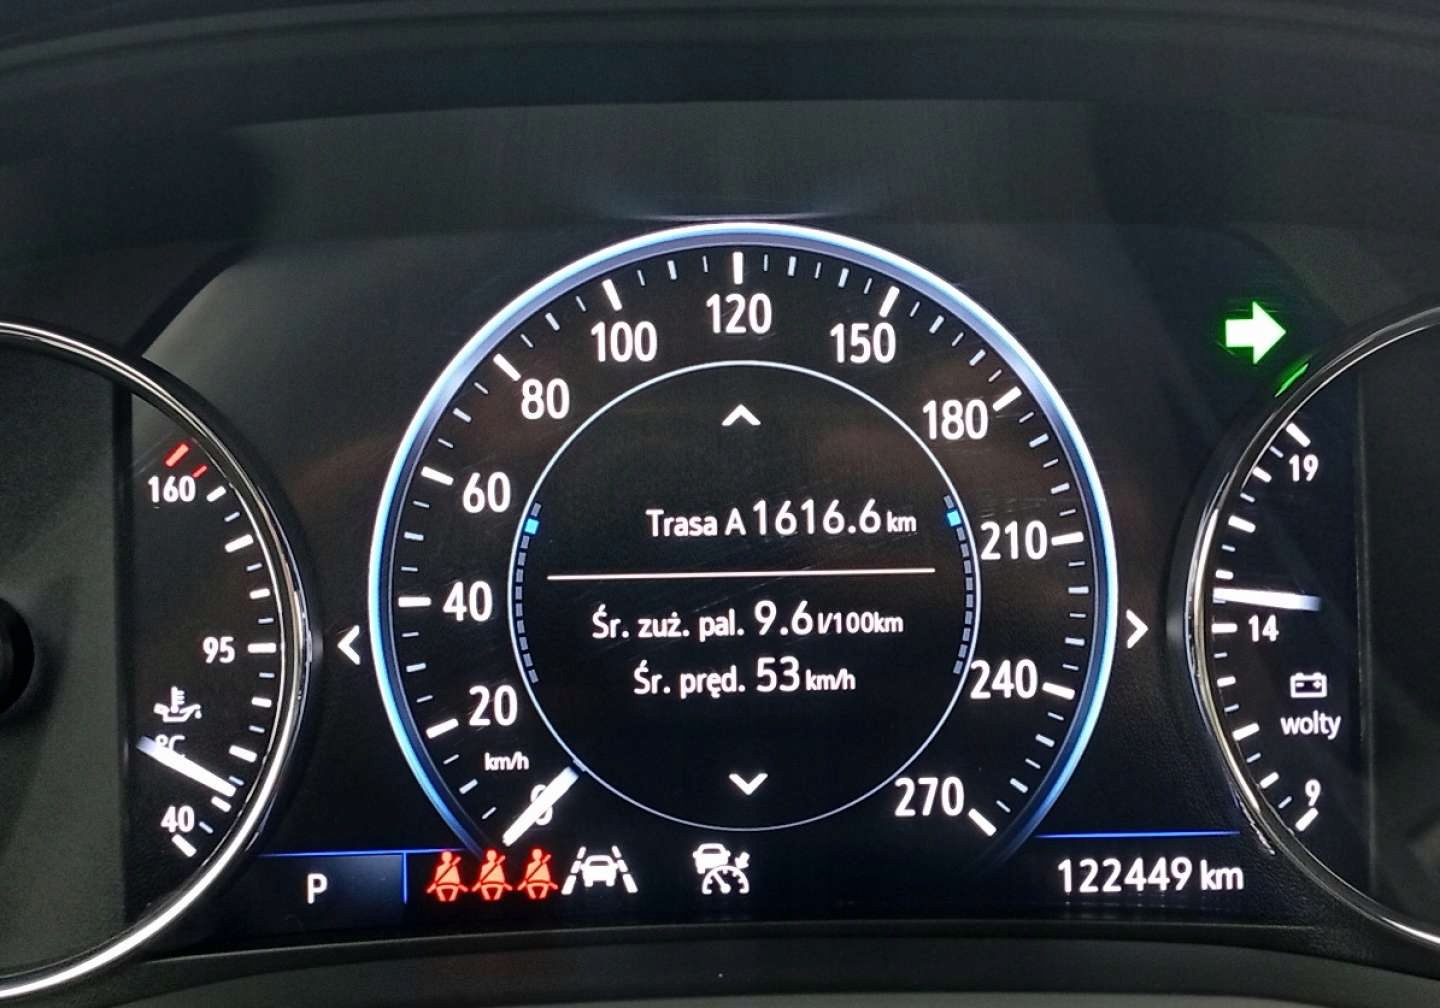 120
100
150
80
180
60
210
40
240
20
270
km/h
0
Trasa A 1616.6 km
Śr. zuż. pal. 9.6 l/100km
Śr. pręd. 53 km/h
160
95
°C
40
19
14
wolty
9
P
122449 km